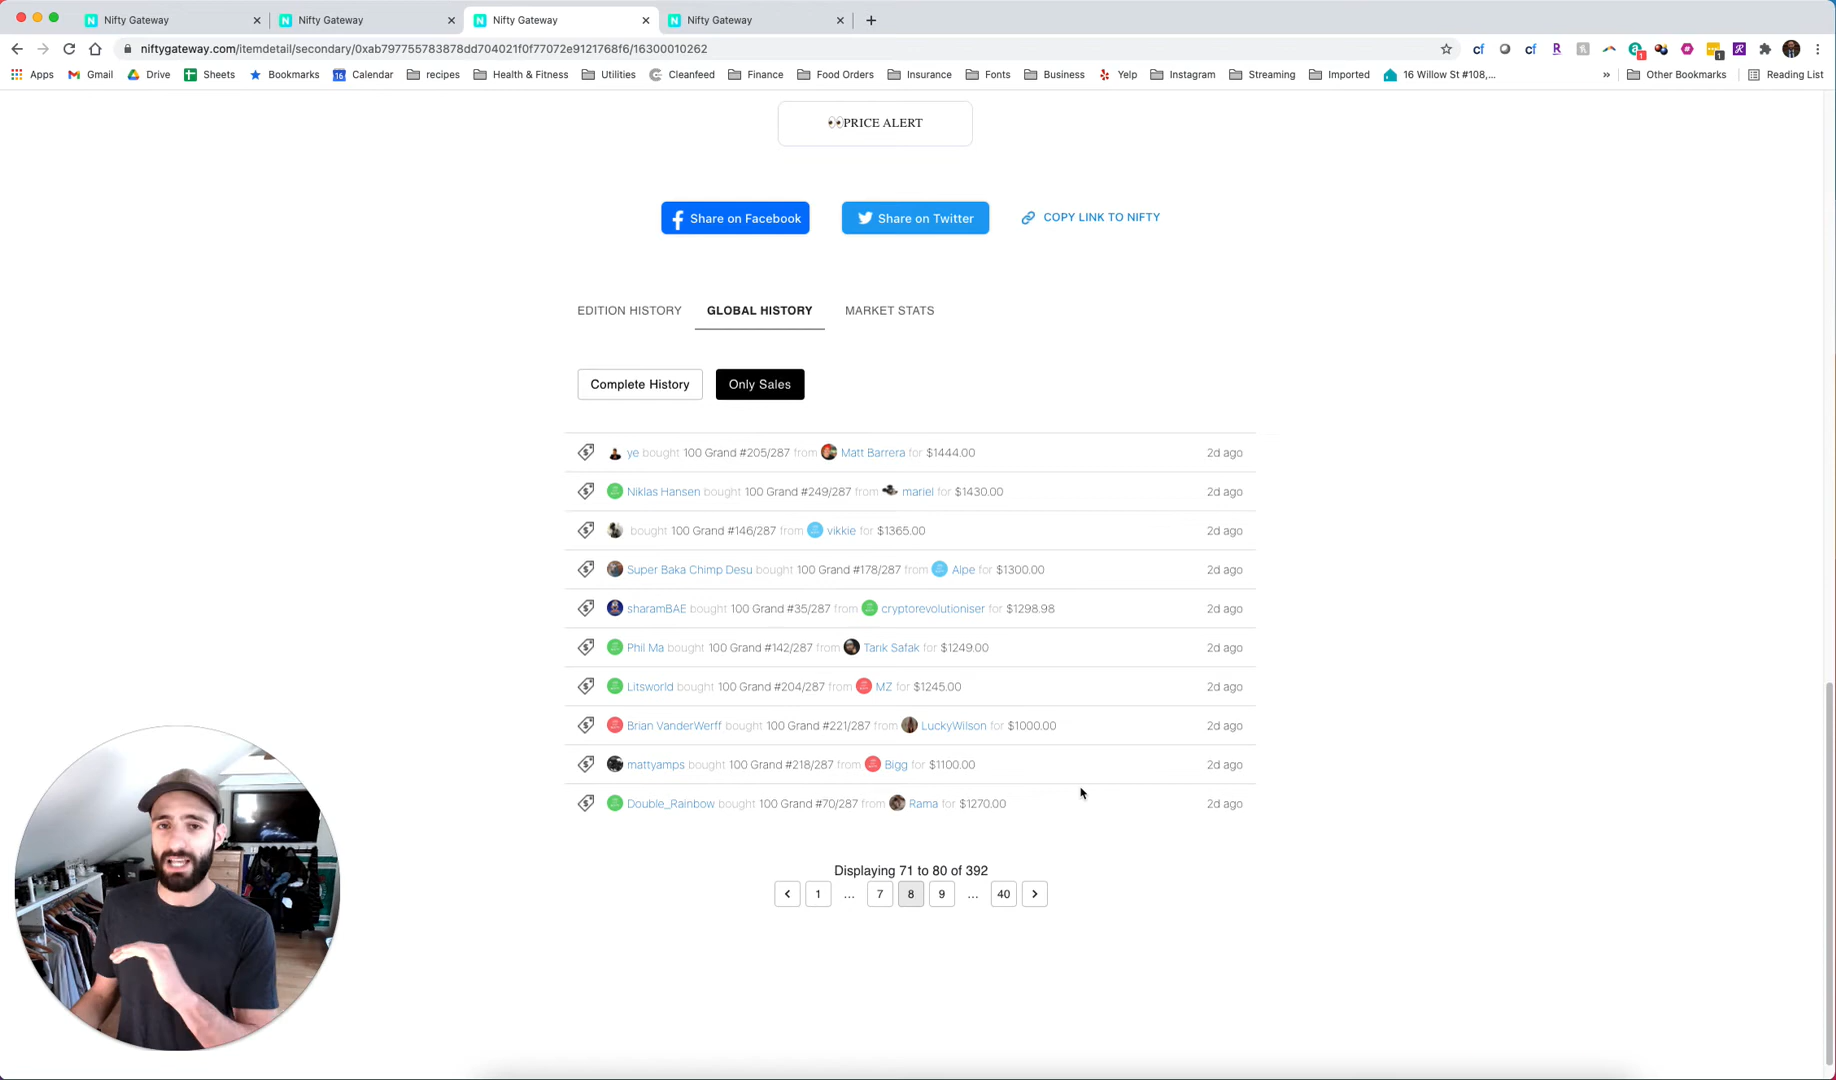 Nifty Gateway
Nifty Gateway
Nifty Gateway
Nifty Gateway
niftygateway.com/itemdetail/secondary/0xab797755783878dd704021f0f77072e9121768f6/16300010262
Apps Gmail Drive Sheets Bookmarks Calendar recipes Health & Fitness Utilities Cleanfeed Finance Food Orders Insurance Fonts Business Yelp Instagram Streaming Imported 16 Willow St #108,... » Other Bookmarks Reading List
👀PRICE ALERT
Share on Facebook
Share on Twitter
COPY LINK TO NIFTY
EDITION HISTORY GLOBAL HISTORY MARKET STATS
Complete History Only Sales
ye bought 100 Grand #205/287 from Matt Barrera for $1444.00 2d ago
Niklas Hansen bought 100 Grand #249/287 from mariel for $1430.00 2d ago
bought 100 Grand #146/287 from vikkie for $1365.00 2d ago
Super Baka Chimp Desu bought 100 Grand #178/287 from Alpe for $1300.00 2d ago
sharamBAE bought 100 Grand #35/287 from cryptorevolutioniser for $1298.98 2d ago
Phil Ma bought 100 Grand #142/287 from Tarık Safak for $1249.00 2d ago
Litsworld bought 100 Grand #204/287 from MZ for $1245.00 2d ago
Brian VanderWerff bought 100 Grand #221/287 from LuckyWilson for $1000.00 2d ago
mattyamps bought 100 Grand #218/287 from Bigg for $1100.00 2d ago
Double_Rainbow bought 100 Grand #70/287 from Rama for $1270.00 2d ago
Displaying 71 to 80 of 392
< 1 ... 7 8 9 ... 40 >